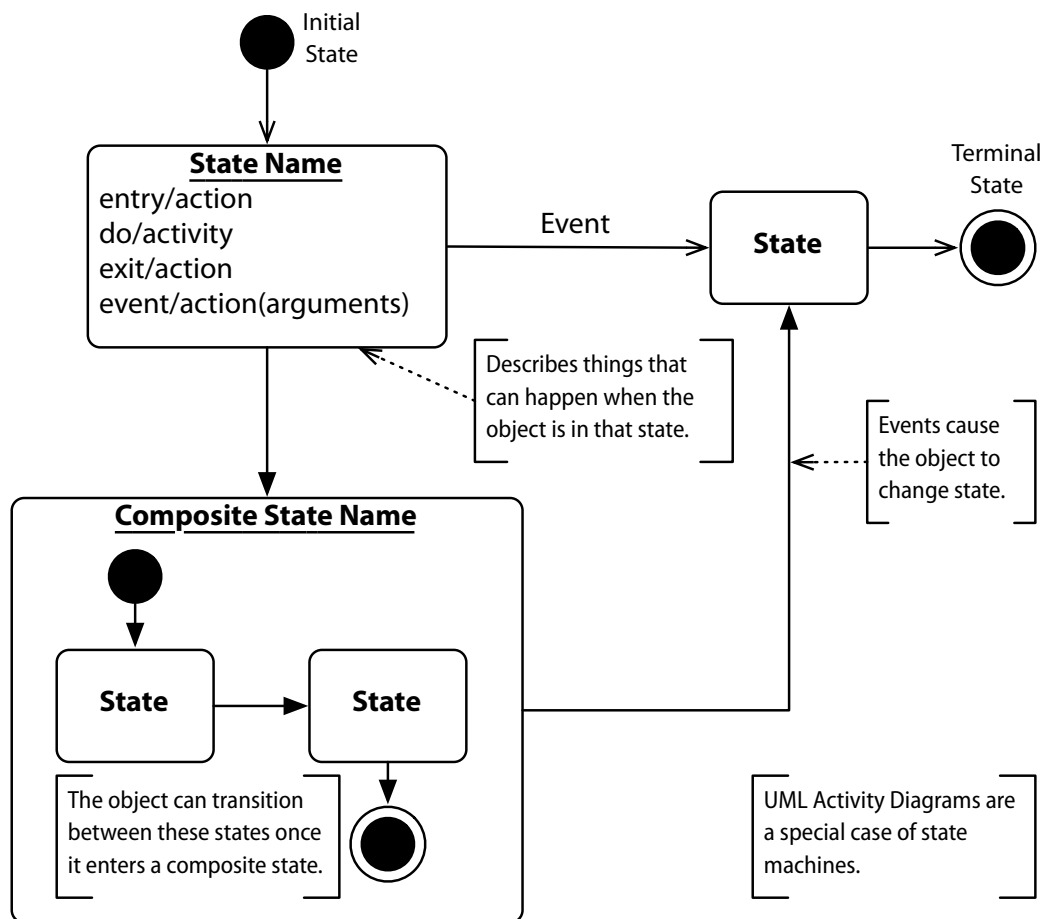 Initial
State
State Name
entry/action
do/activity
exit/action
event/action(arguments)
Event
State
Terminal
State
Describes things that
can happen when the
object is in that state.
Events cause
the object to
change state.
Composite State Name
State
State
The object can transition
between these states once
it enters a composite state.
UML Activity Diagrams are
a special case of state
machines.